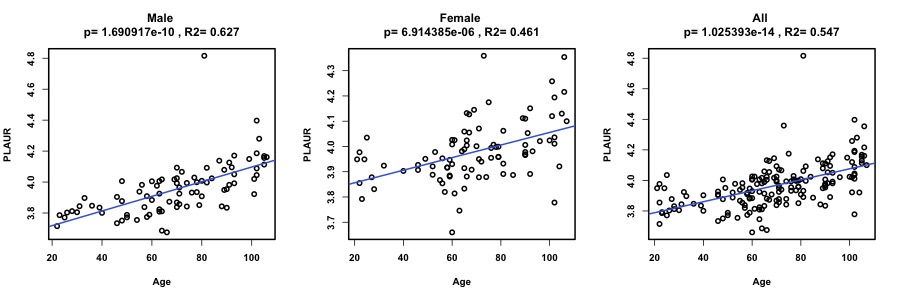 Male
p= 1.690917e-10 , R2= 0.627
PLAUR
4.8
4.6
4.4
4.2
4.0
3.8
20 40 60 80 100
Age
Female
p= 6.914385e-06 , R2= 0.461
PLAUR
4.3
4.2
4.1
4.0
3.9
3.8
3.7
20 40 60 80 100
Age
All
p= 1.025393e-14 , R2= 0.547
PLAUR
4.8
4.6
4.4
4.2
4.0
3.8
20 40 60 80 100
Age